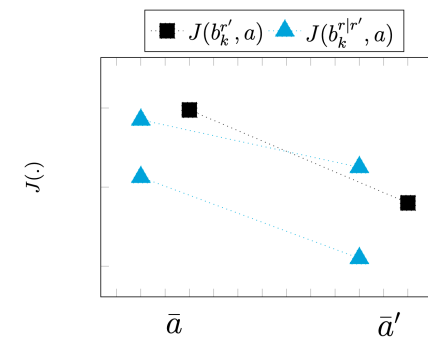 J(b_k^{r'}, a) J(b_k^{r|r'}, a)
J(.)
ā ā′